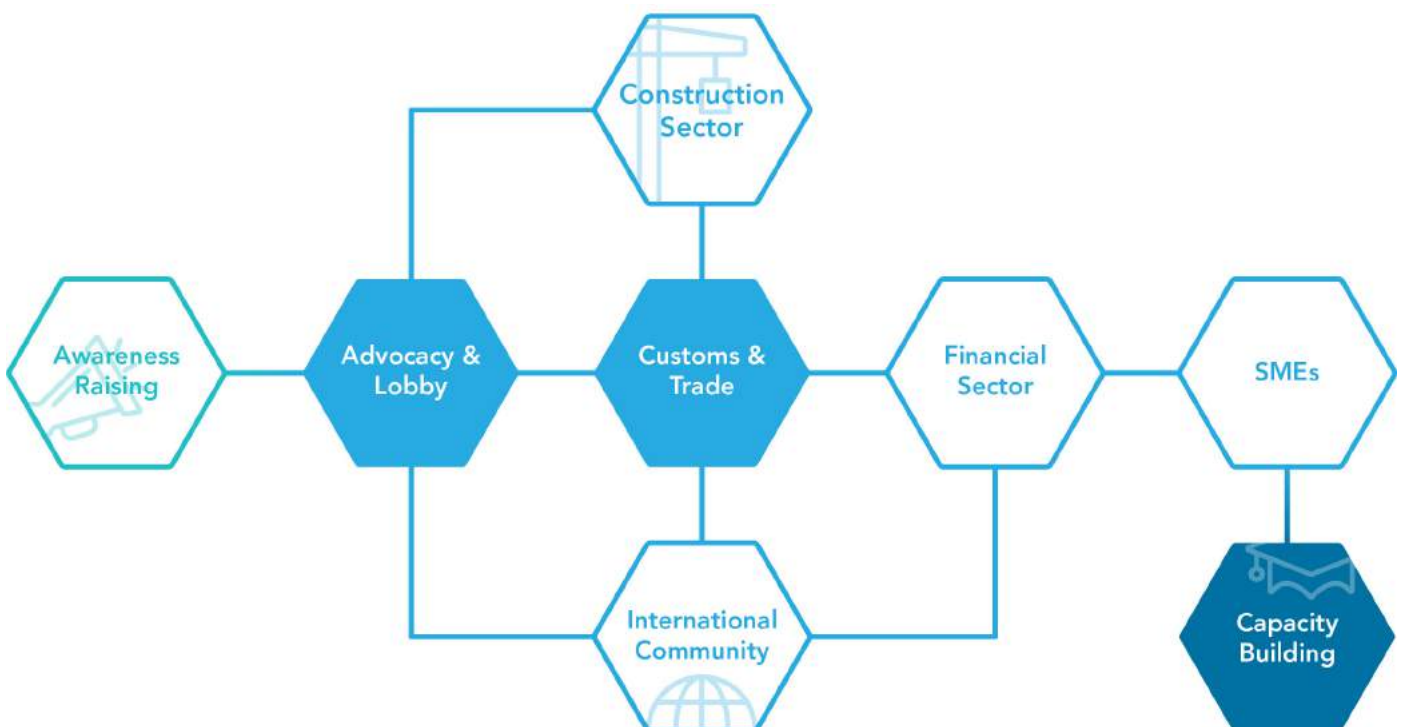 Construction
Sector
Awareness
Raising
Advocacy &
Lobby
Customs &
Trade
Financial
Sector
SMEs
International
Community
Capacity
Building